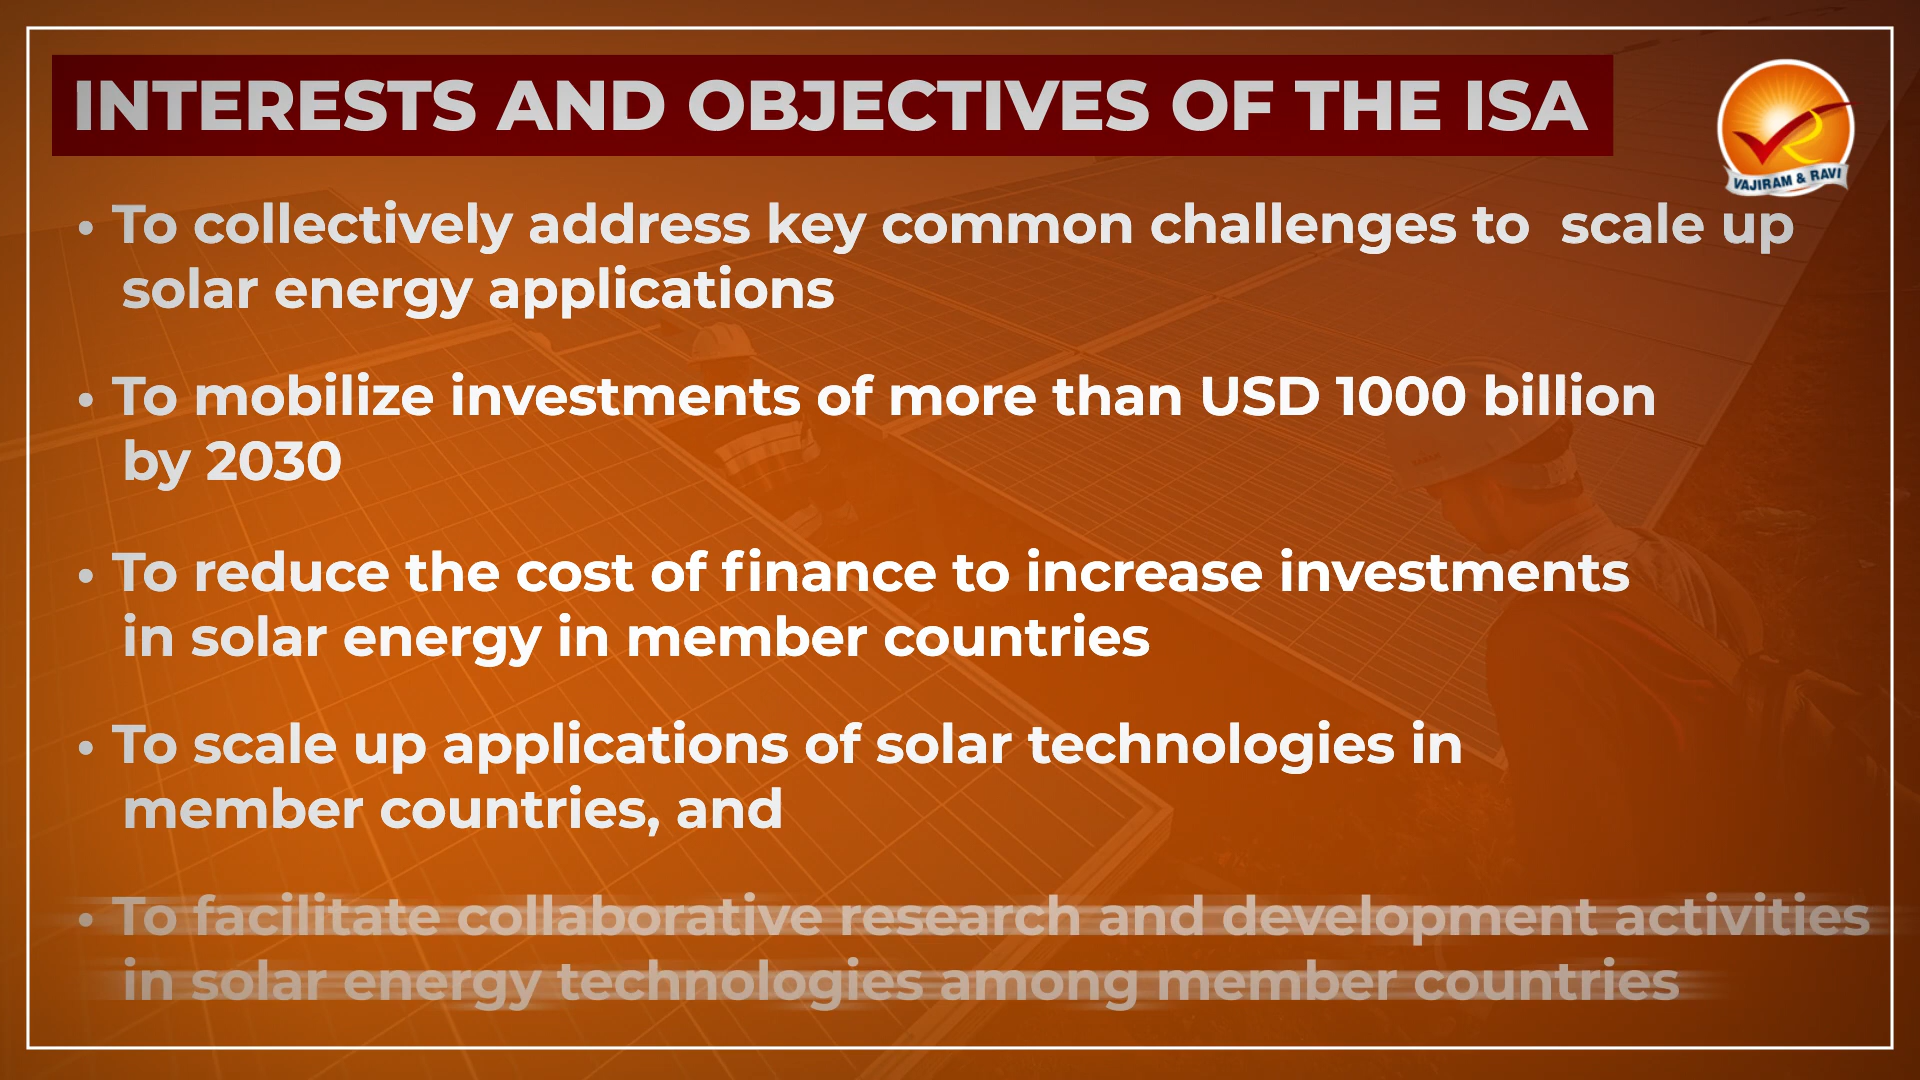 INTERESTS AND OBJECTIVES OF THE ISA
VAJIRAM & RAVI
• To collectively address key common challenges to scale up
solar energy applications
• To mobilize investments of more than USD 1000 billion
by 2030
• To reduce the cost of finance to increase investments
in solar energy in member countries
• To scale up applications of solar technologies in
member countries, and
• To facilitate collaborative research and development activities
in solar energy technologies among member countries